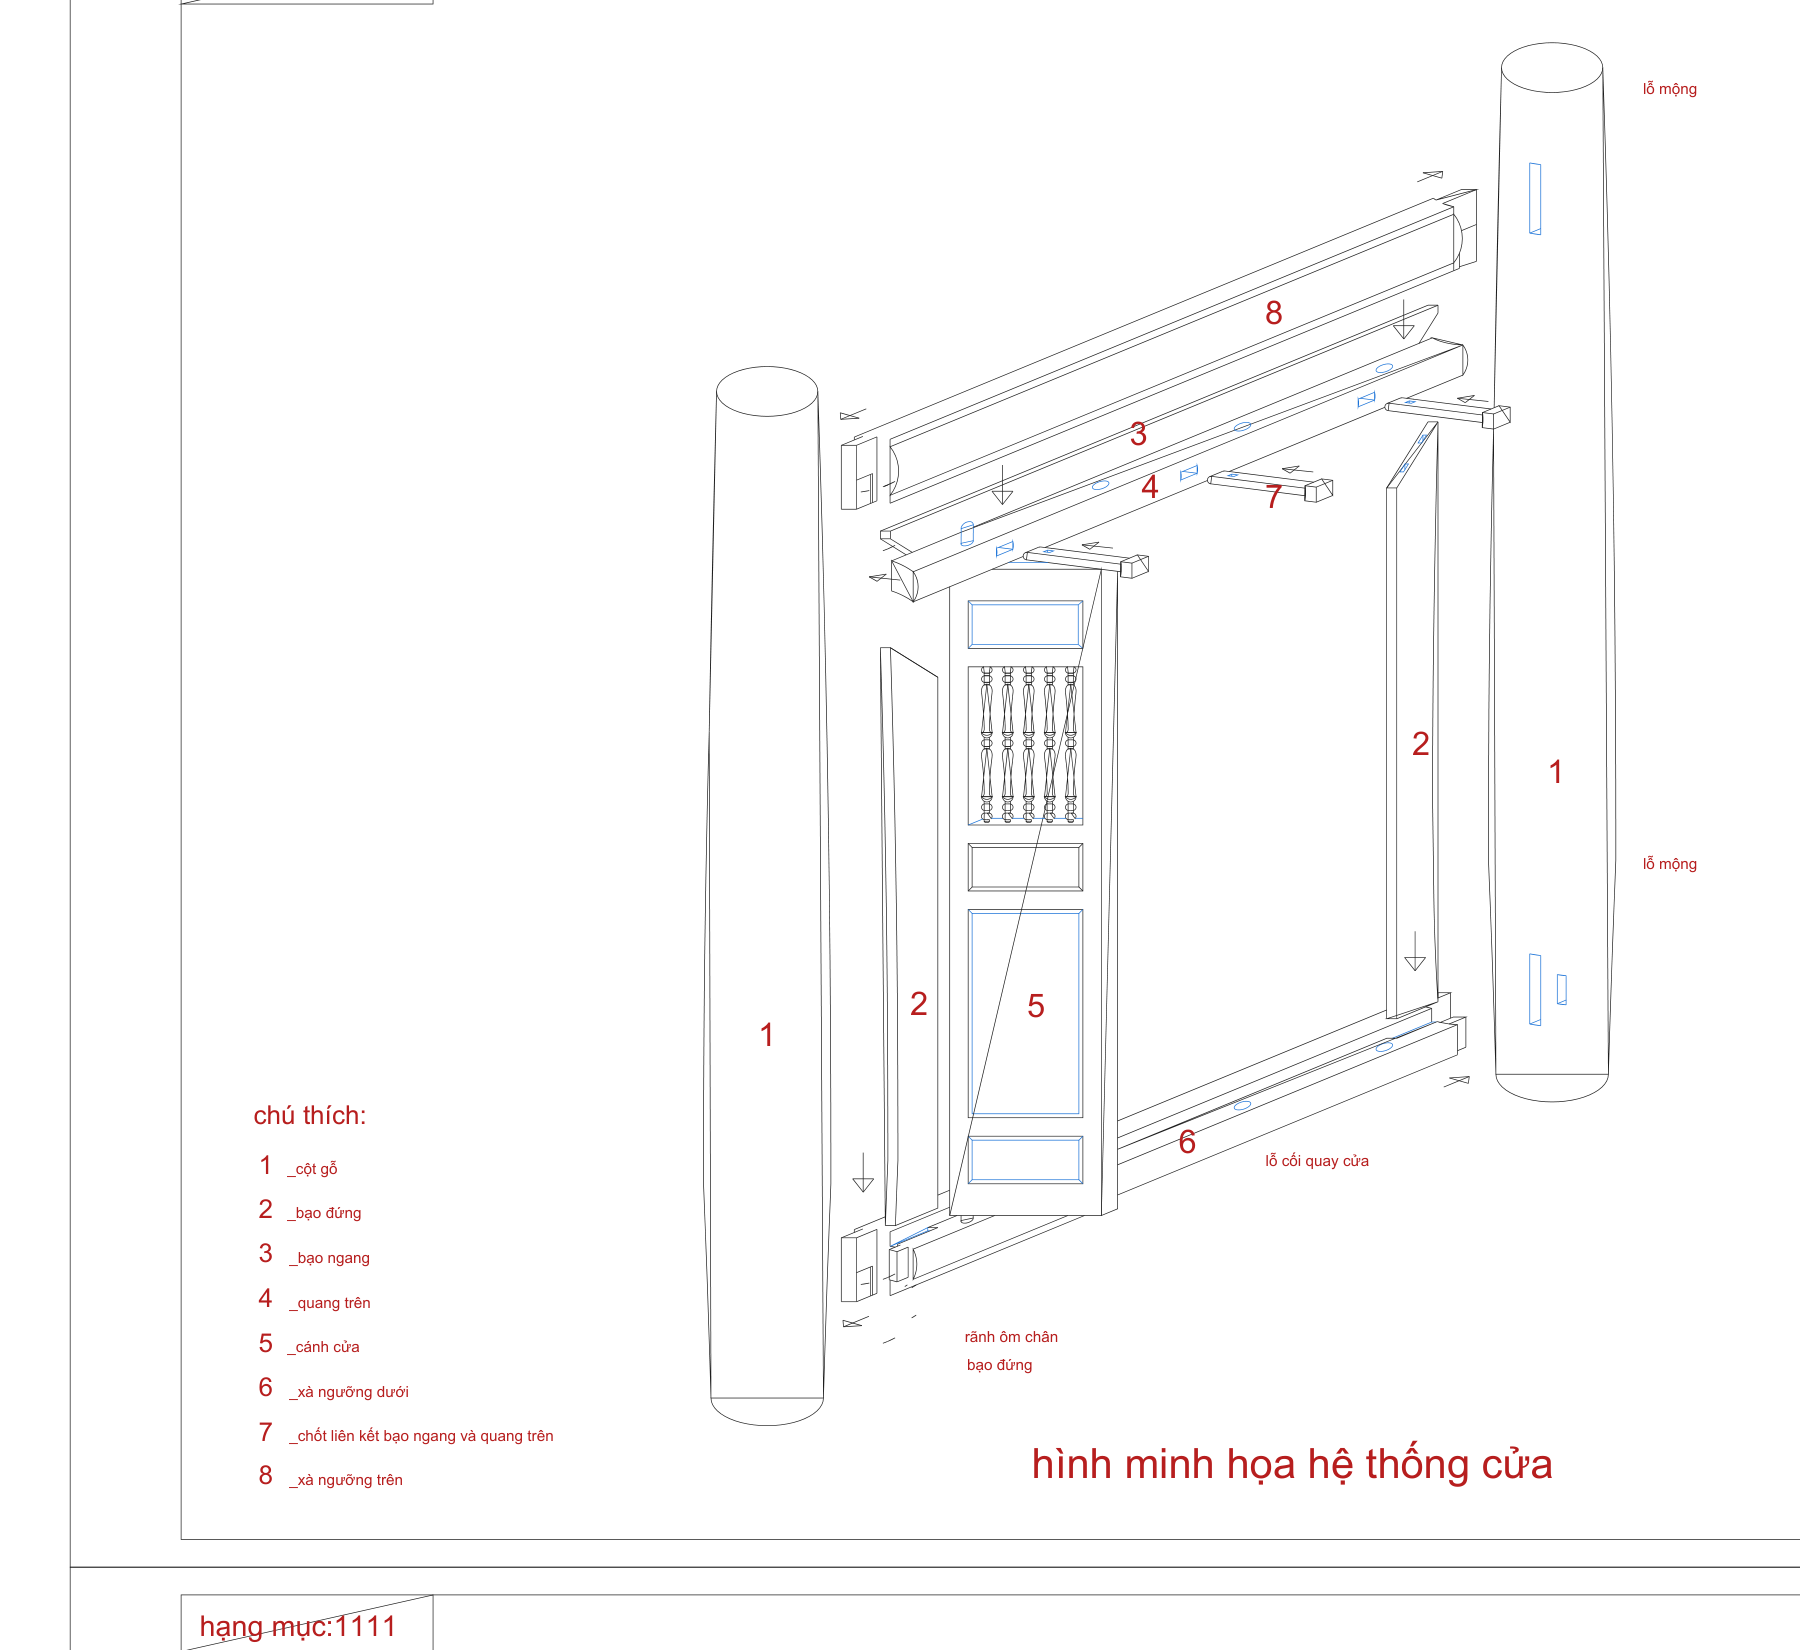 lỗ mộng
8
3
4
7
2
1
lỗ mộng
2
5
1
6
lỗ cối quay cửa
chú thích:
1 _cột gỗ
2 _bạo đứng
3 _bạo ngang
4 _quang trên
5 _cánh cửa
6 _xà ngưỡng dưới
7 _chốt liên kết bạo ngang và quang trên
8 _xà ngưỡng trên
rãnh ôm chân
bạo đứng
hình minh họa hệ thống cửa
hạng mục:1111